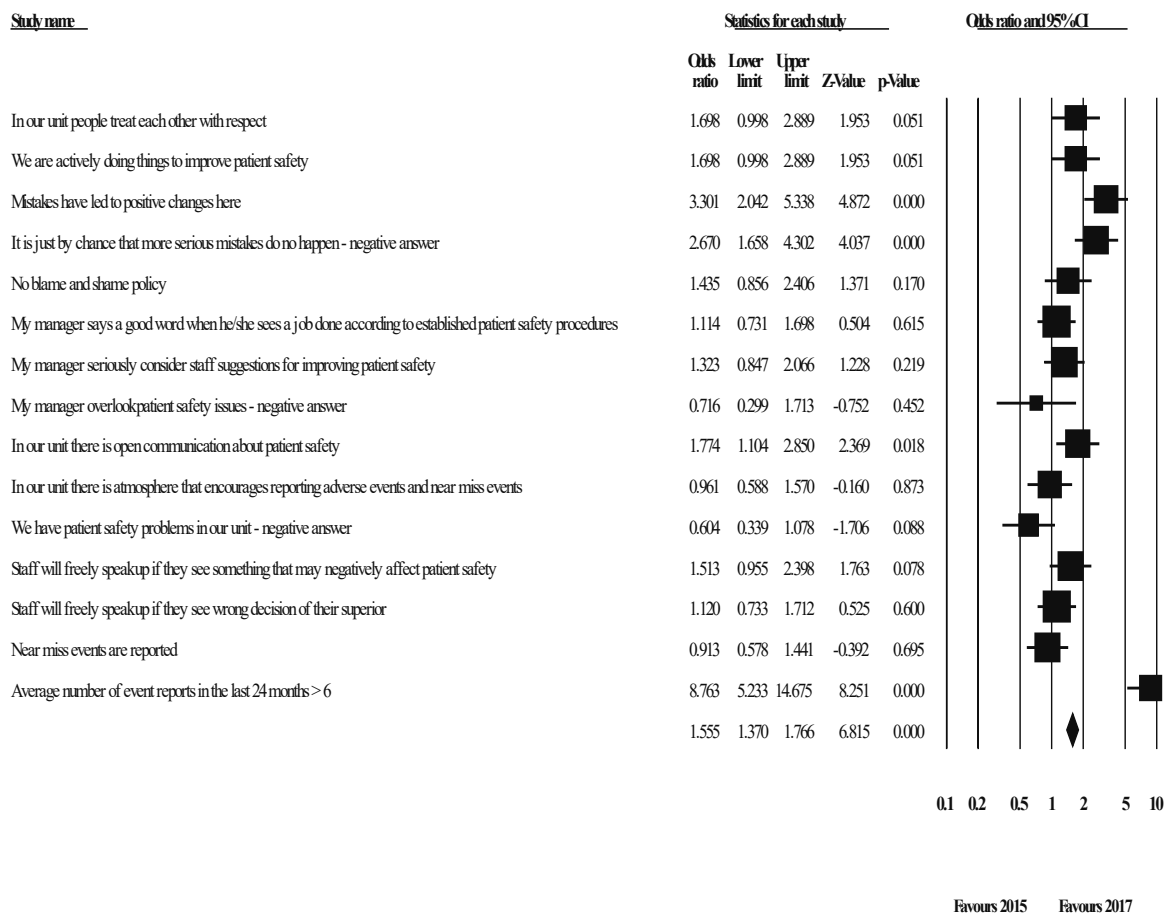 Study name Statistics for each study Odds ratio and 95% CI
Odds Lower Upper
ratio limit limit Z-Value p-Value
In our unit people treat each other with respect 1.698 0.998 2.889 1.953 0.051
We are actively doing things to improve patient safety 1.698 0.998 2.889 1.953 0.051
Mistakes have led to positive changes here 3.301 2.042 5.338 4.872 0.000
It is just by chance that more serious mistakes do no happen - negative answer 2.670 1.658 4.302 4.037 0.000
No blame and shame policy 1.435 0.856 2.406 1.371 0.170
My manager says a good word when he/she sees a job done according to established patient safety procedures 1.114 0.731 1.698 0.504 0.615
My manager seriously consider staff suggestions for improving patient safety 1.323 0.847 2.066 1.228 0.219
My manager overlook patient safety issues - negative answer 0.716 0.299 1.713 -0.752 0.452
In our unit there is open communication about patient safety 1.774 1.104 2.850 2.369 0.018
In our unit there is atmosphere that encourages reporting adverse events and near miss events 0.961 0.588 1.570 -0.160 0.873
We have patient safety problems in our unit - negative answer 0.604 0.339 1.078 -1.706 0.088
Staff will freely speak up if they see something that may negatively affect patient safety 1.513 0.955 2.398 1.763 0.078
Staff will freely speak up if they see wrong decision of their superior 1.120 0.733 1.712 0.525 0.600
Near miss events are reported 0.913 0.578 1.441 -0.392 0.695
Average number of event reports in the last 24 months > 6 8.763 5.233 14.675 8.251 0.000
1.555 1.370 1.766 6.815 0.000
0.1 0.2 0.5 1 2 5 10
Favours 2015 Favours 2017